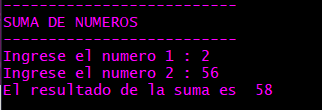 ------------------------
SUMA DE NUMEROS
------------------------
Ingrese el numero 1 : 2
Ingrese el numero 2 : 56
El resultado de la suma es  58